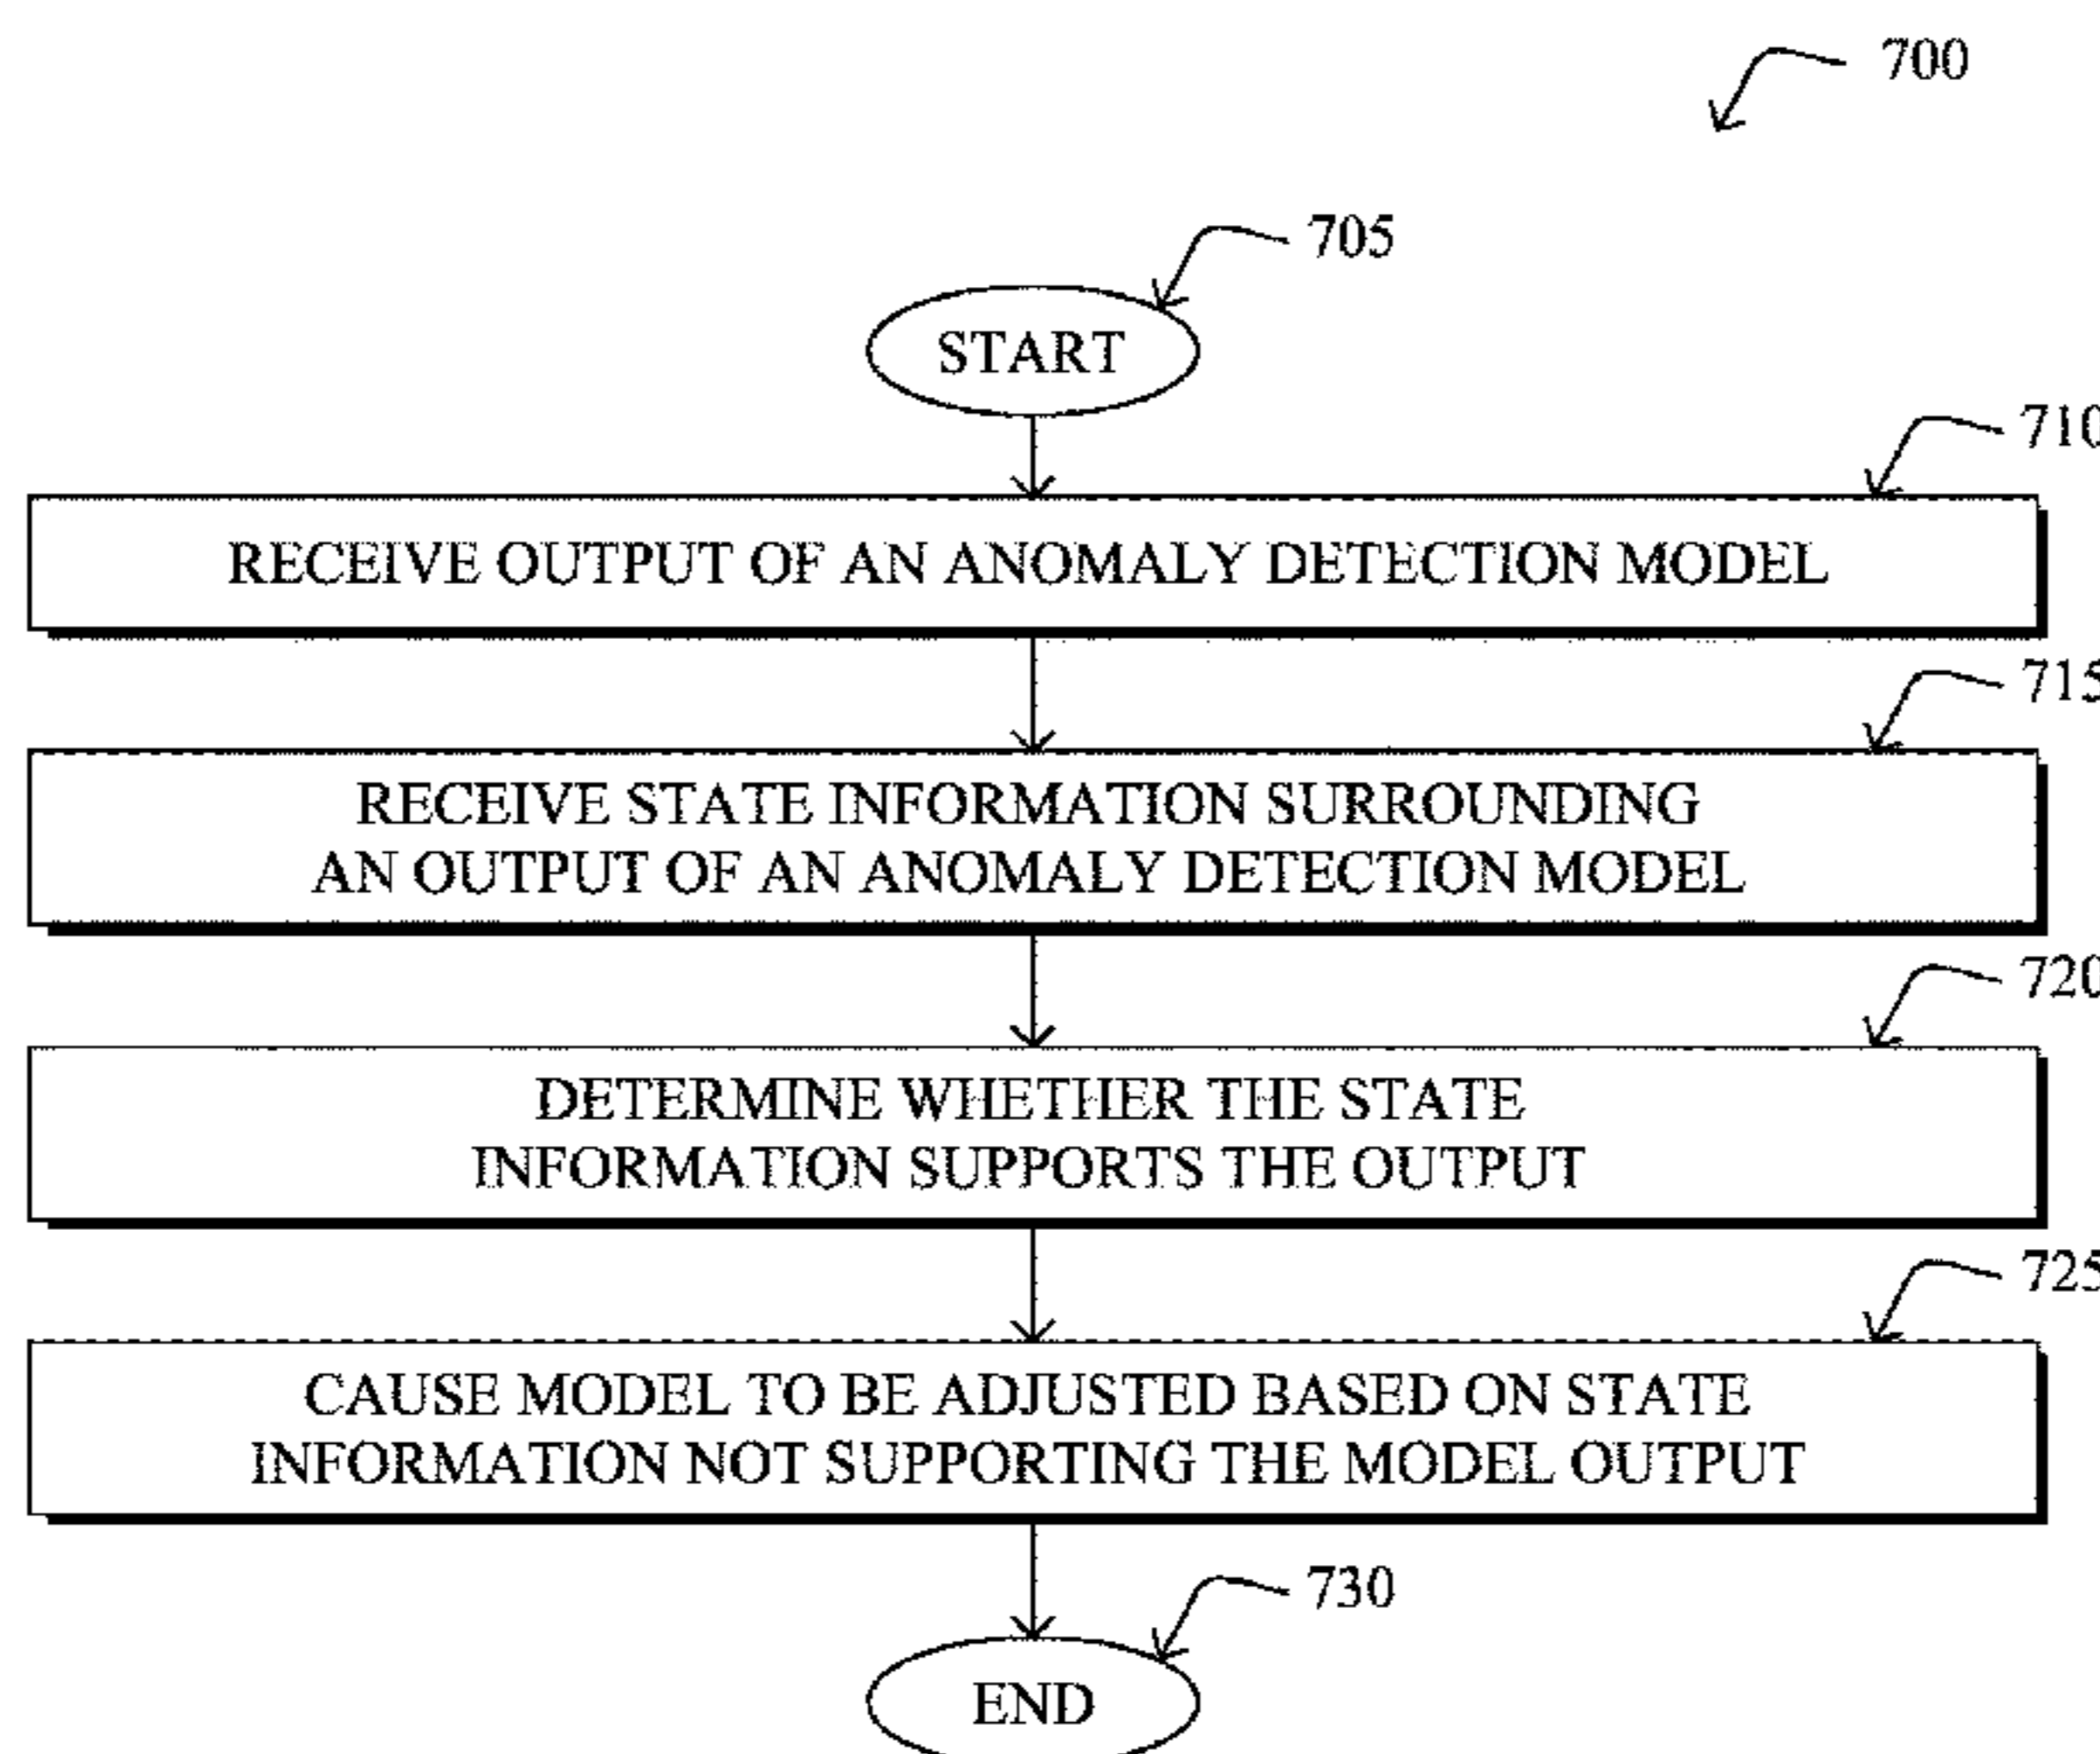 700
705
START
710
RECEIVE OUTPUT OF AN ANOMALY DETECTION MODEL
715
RECEIVE STATE INFORMATION SURROUNDING
AN OUTPUT OF AN ANOMALY DETECTION MODEL
720
DETERMINE WHETHER THE STATE
INFORMATION SUPPORTS THE OUTPUT
725
CAUSE MODEL TO BE ADJUSTED BASED ON STATE
INFORMATION NOT SUPPORTING THE MODEL OUTPUT
730
END